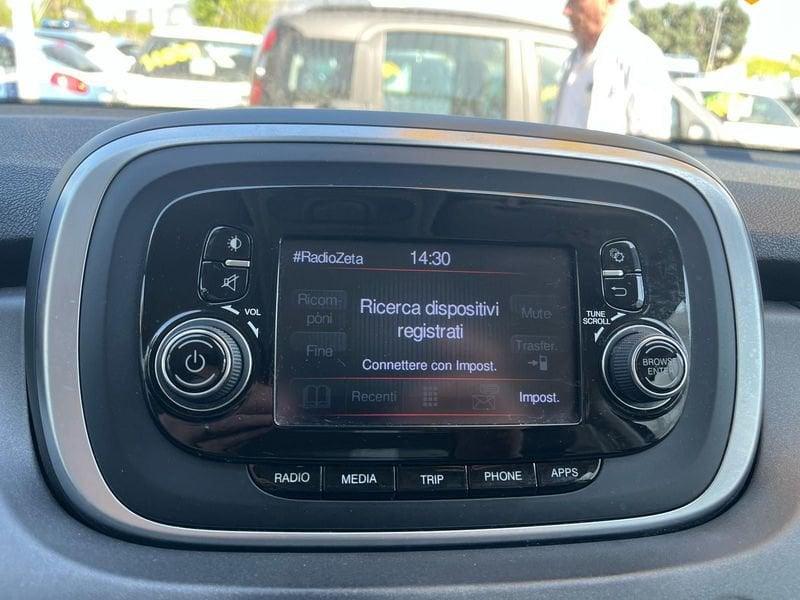 #RadioZeta 14:30
Ricom-
pòni
Ricerca dispositivi
registrati
Mute
Fine
Connettere con Impost.
Trasfer.
Recenti
Impost.
VOL
TUNE
SCROLL
BROWSE
ENTER
RADIO MEDIA TRIP PHONE APPS